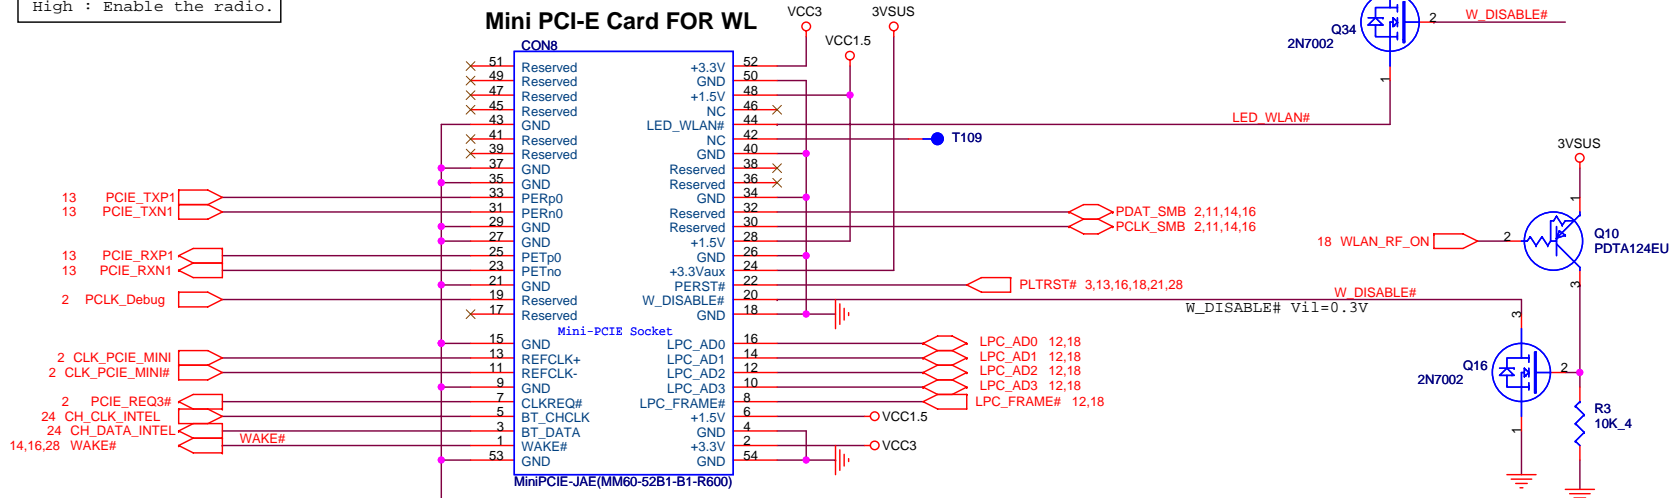 High : Enable the radio.
Mini PCI-E Card FOR WL
VCC3
3VSUS
VCC1.5
CON8
51 Reserved
49 Reserved
47 Reserved
45 Reserved
43 GND
41 Reserved
39 Reserved
37 GND
35 GND
13 PCIE_TXP1 33 PERp0
13 PCIE_TXN1 31 PERn0
29 GND
27 GND
13 PCIE_RXP1 25 PETp0
13 PCIE_RXN1 23 PETno
21 GND
2 PCLK_Debug 19 Reserved
17 Reserved
Mini-PCIE Socket
15 GND
2 CLK_PCIE_MINI 13 REFCLK+
2 CLK_PCIE_MINI# 11 REFCLK-
9 GND
2 PCIE_REQ3# 7 CLKREQ#
24 CH_CLK_INTEL 5 BT_CHCLK
24 CH_DATA_INTEL 3 BT_DATA
14,16,28 WAKE# WAKE# 1 WAKE#
53 GND
MiniPCIE-JAE(MM60-52B1-B1-R600)
+3.3V 52
GND 50
+1.5V 48
NC 46
LED_WLAN# 44 LED_WLAN#
NC 42 T109
GND 40
Reserved 38
Reserved 36
GND 34
Reserved 32 PDAT_SMB 2,11,14,16
Reserved 30 PCLK_SMB 2,11,14,16
+1.5V 28
GND 26
+3.3Vaux 24
PERST# 22 PLTRST# 3,13,16,18,21,28
W_DISABLE# 20 W_DISABLE#
W_DISABLE# Vil=0.3V
GND 18
LPC_AD0 16 LPC_AD0 12,18
LPC_AD1 14 LPC_AD1 12,18
LPC_AD2 12 LPC_AD2 12,18
LPC_AD3 10 LPC_AD3 12,18
LPC_FRAME# 8 LPC_FRAME# 12,18
+1.5V 6 VCC1.5
GND 4
+3.3V 2 VCC3
GND 54
2 W_DISABLE#
Q34
2N7002
1
3VSUS
1
18 WLAN_RF_ON 2
Q10
PDTA124EU
3
3
Q16
2N7002
2
1
R3
10K_4